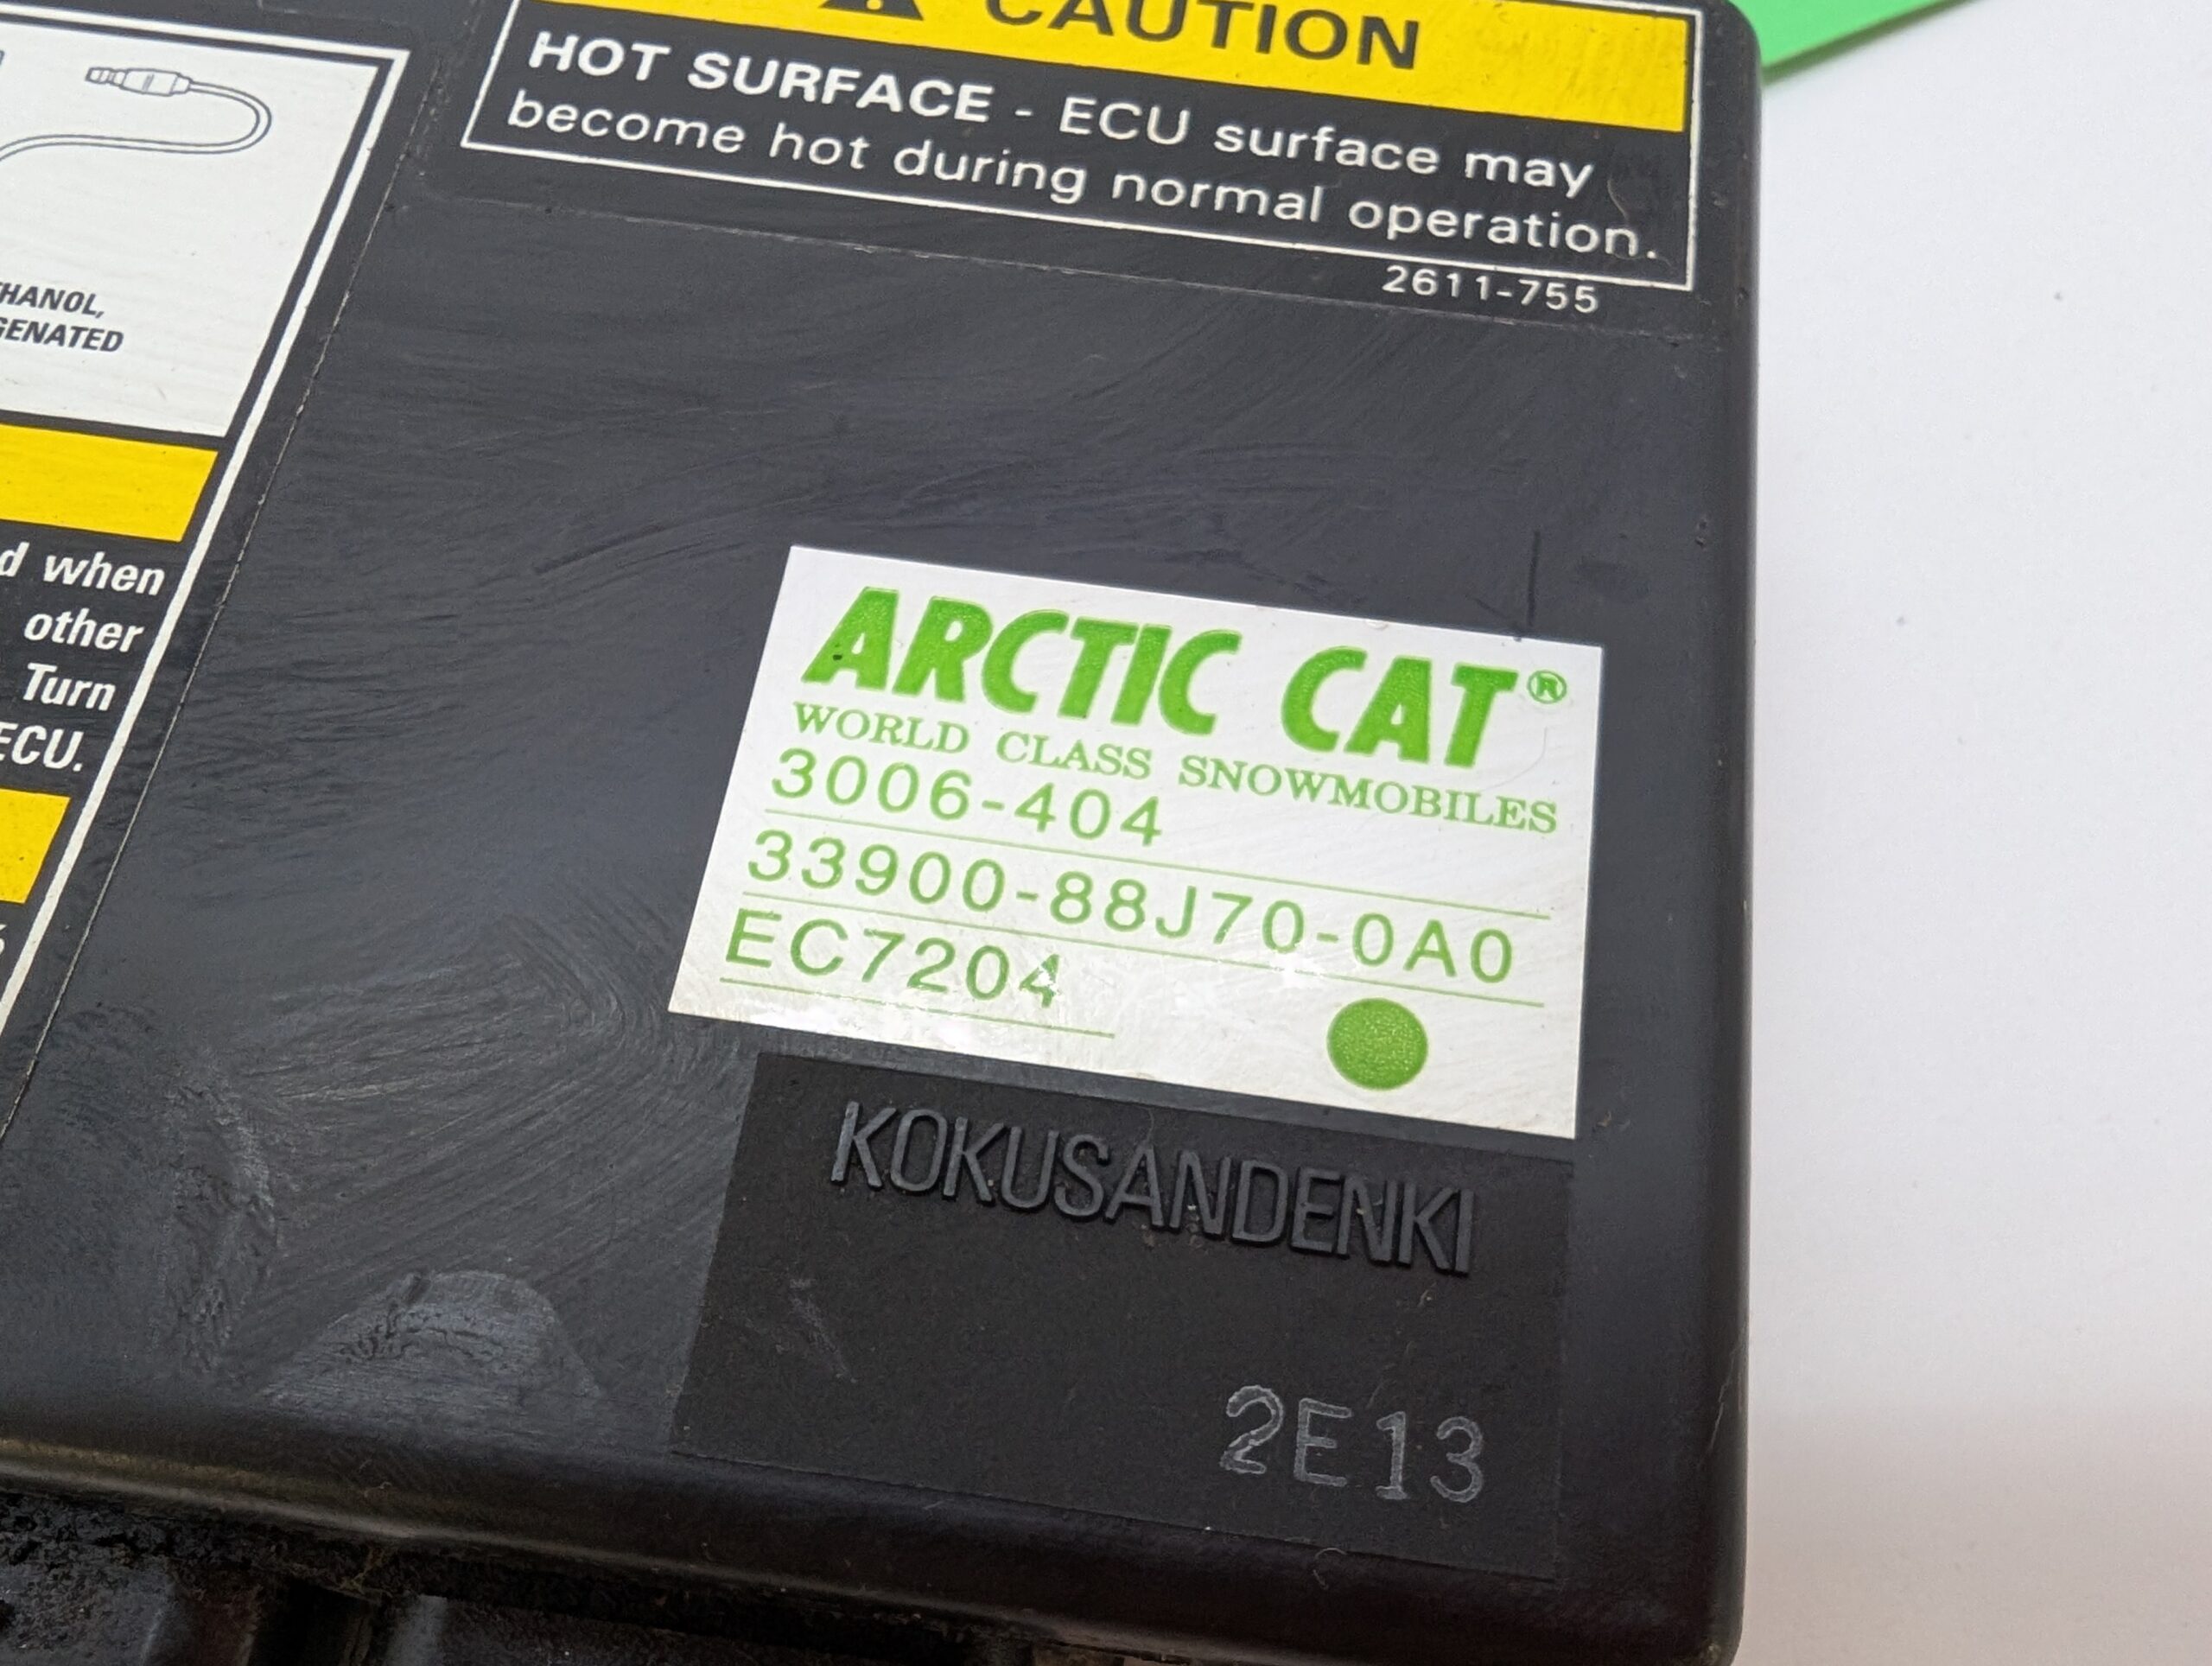 CAUTION
HOT SURFACE - ECU surface may
become hot during normal operation.
2611-755
HANOL,
GENATED
d when
other
Turn
ECU.
ARCTIC CAT®
WORLD CLASS SNOWMOBILES
3006-404
33900-88J70-0A0
EC7204
KOKUSANDENKI
2E13